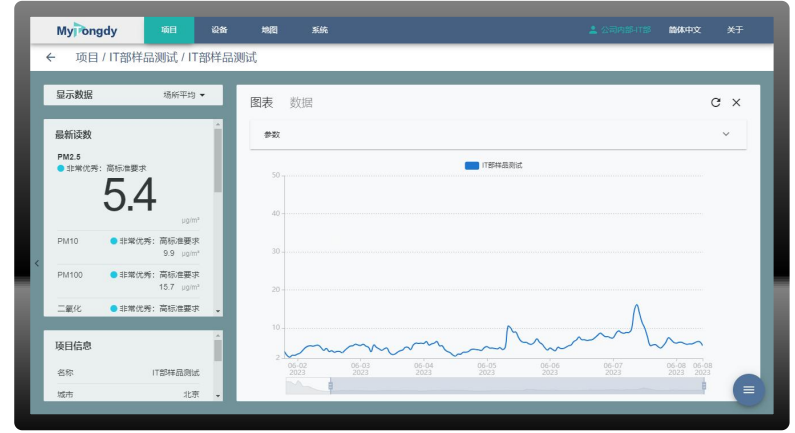 MyTongdy 项目 设备 地图 系统 公司内部-IT部 简体中文 关于
← 项目 / IT部样品测试 / IT部样品测试
显示数据 场所平均
最新读数
PM2.5
非常优秀：高标准要求
5.4
μg/m³
PM10 非常优秀：高标准要求
9.9 μg/m³
PM100 非常优秀：高标准要求
15.7 μg/m³
二氧化 非常优秀：高标准要求
项目信息
名称 IT部样品测试
城市 北京
图表 数据
参数
IT部样品测试
50
40
30
20
10
2
06-02 06-03 06-04 06-05 06-06 06-07 06-08 06-08
2023 2023 2023 2023 2023 2023 2023 2023